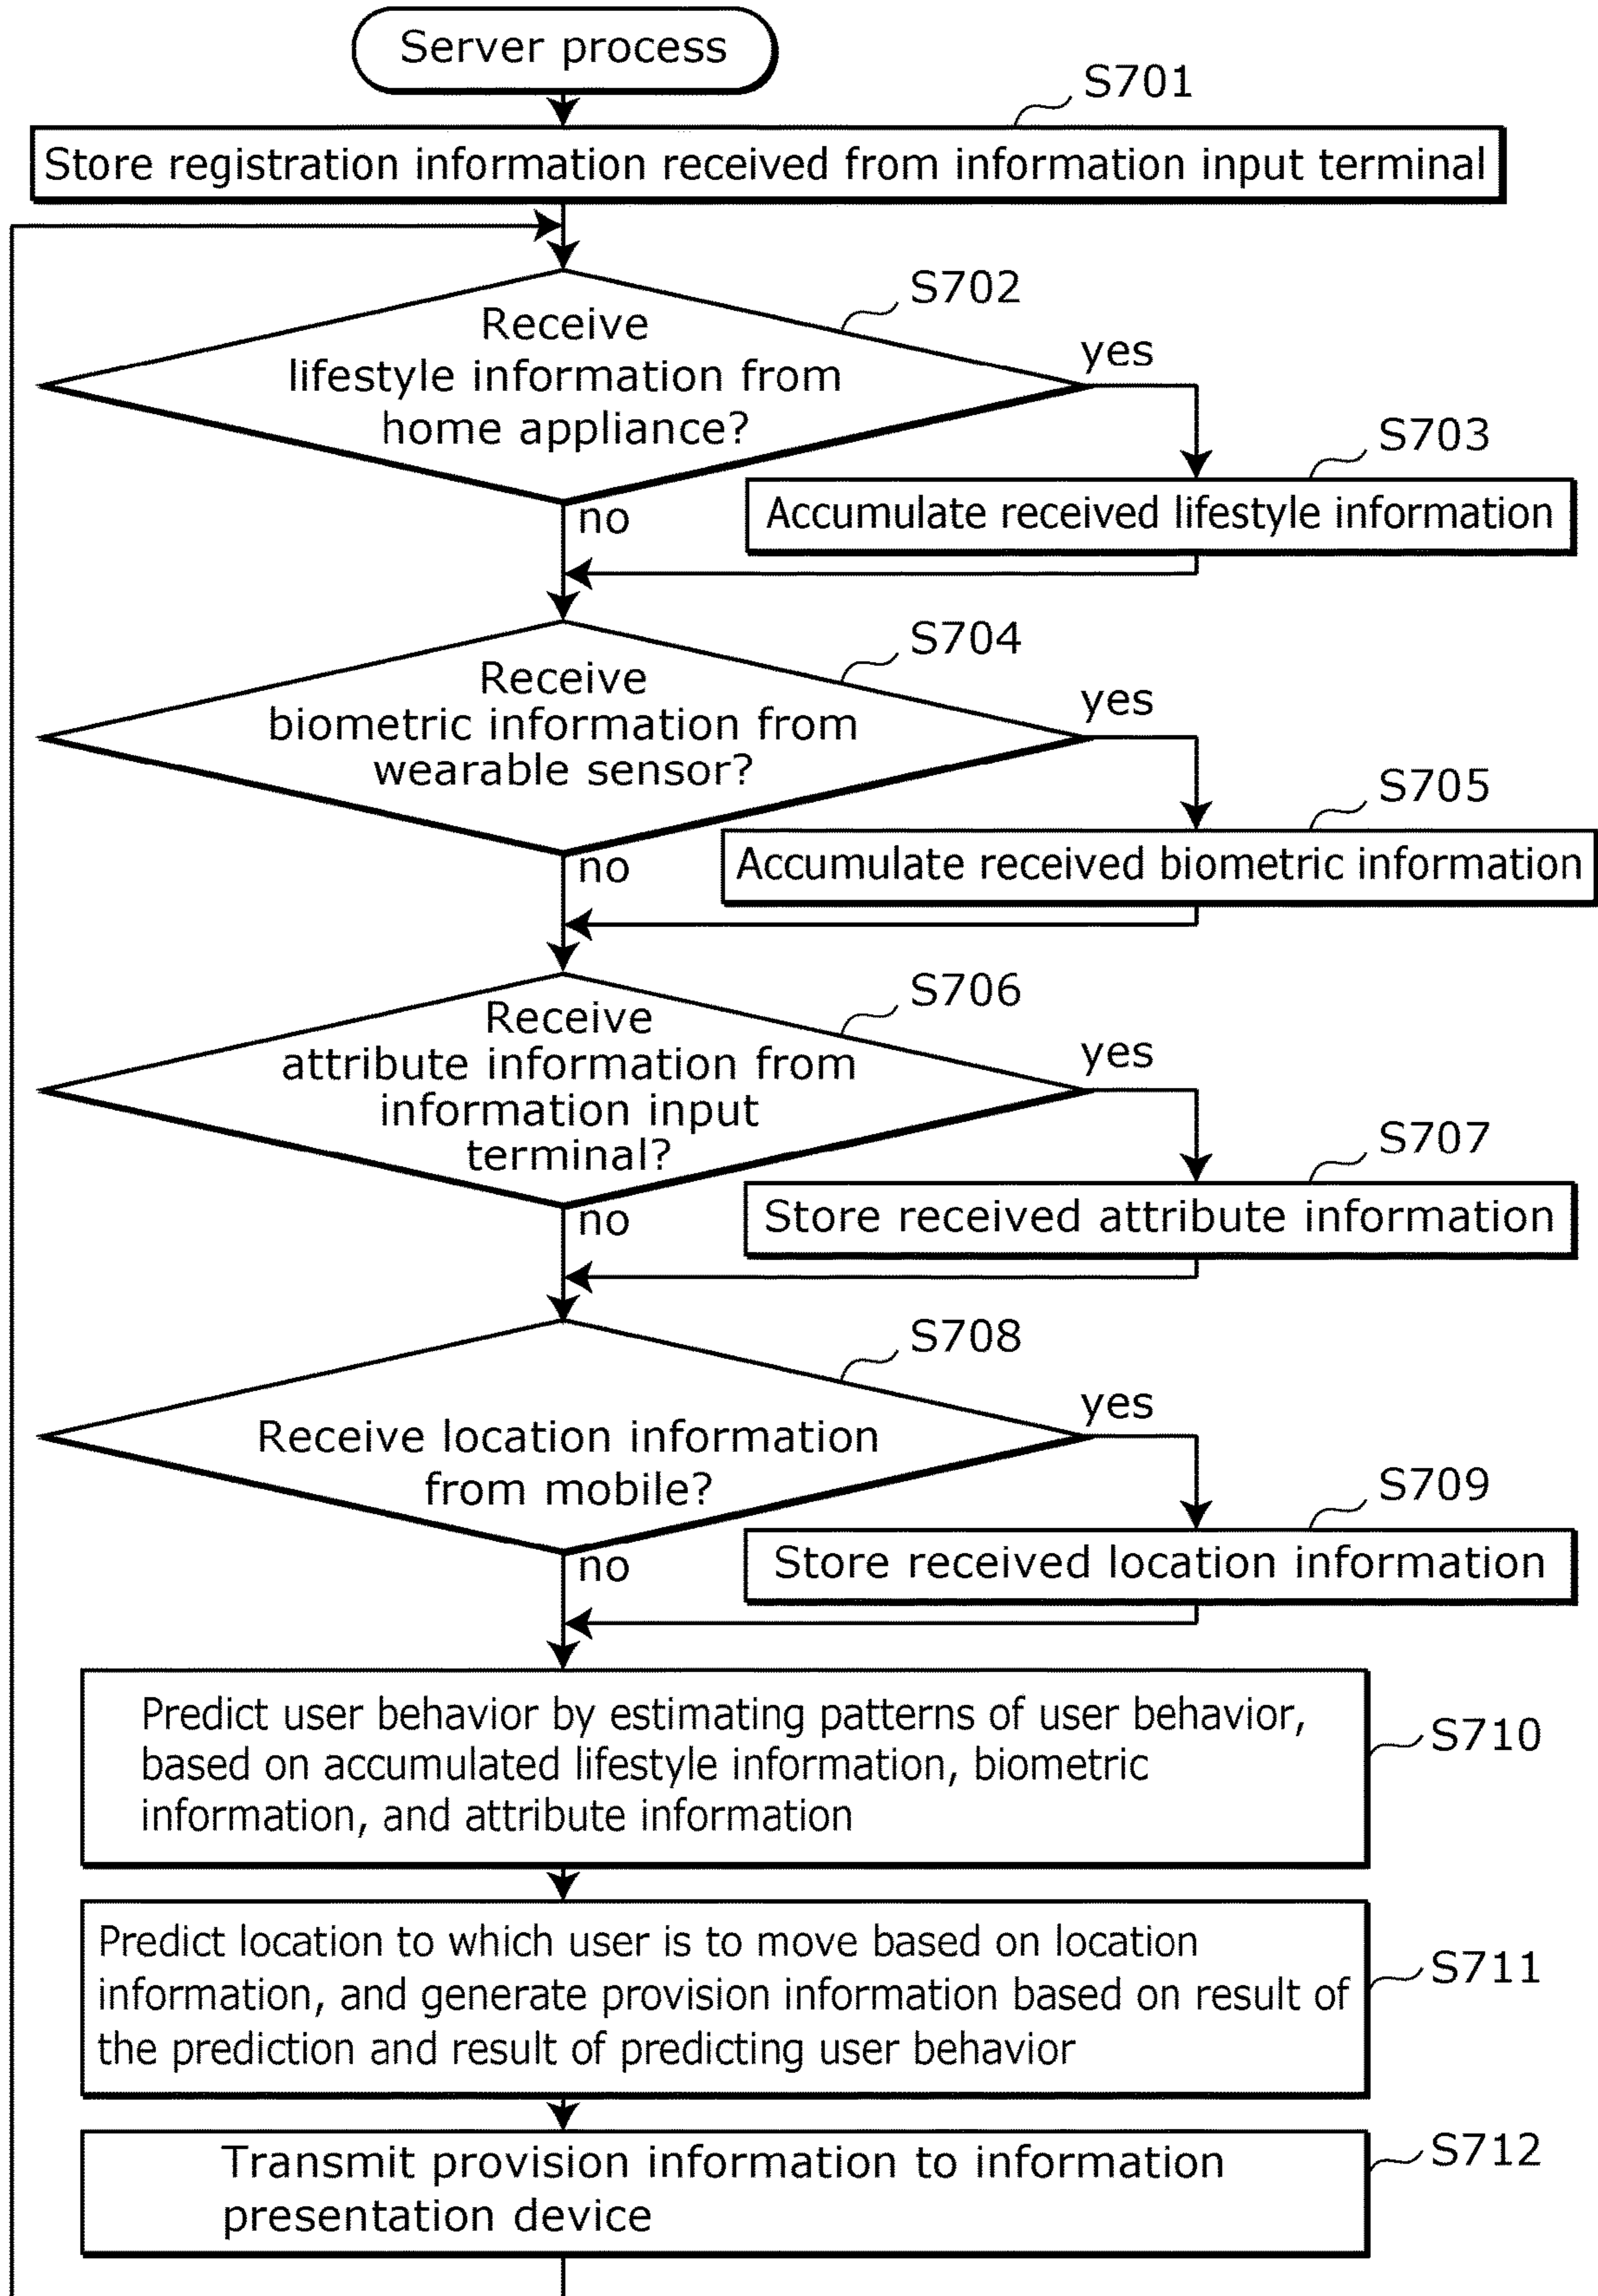 Server process
S701
Store registration information received from information input terminal
S702
Receive
lifestyle information from
home appliance?
yes
no
S703
Accumulate received lifestyle information
S704
Receive
biometric information from
wearable sensor?
yes
no
S705
Accumulate received biometric information
S706
Receive
attribute information from
information input
terminal?
yes
no
S707
Store received attribute information
S708
Receive location information
from mobile?
yes
no
S709
Store received location information
Predict user behavior by estimating patterns of user behavior,
based on accumulated lifestyle information, biometric
information, and attribute information
S710
Predict location to which user is to move based on location
information, and generate provision information based on result of
the prediction and result of predicting user behavior
S711
Transmit provision information to information
presentation device
S712